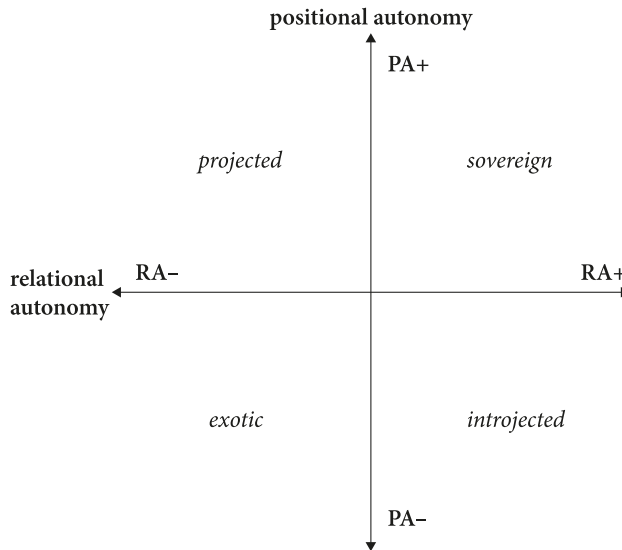 positional autonomy
PA+
projected
sovereign
RA–
RA+
relational
autonomy
exotic
introjected
PA–